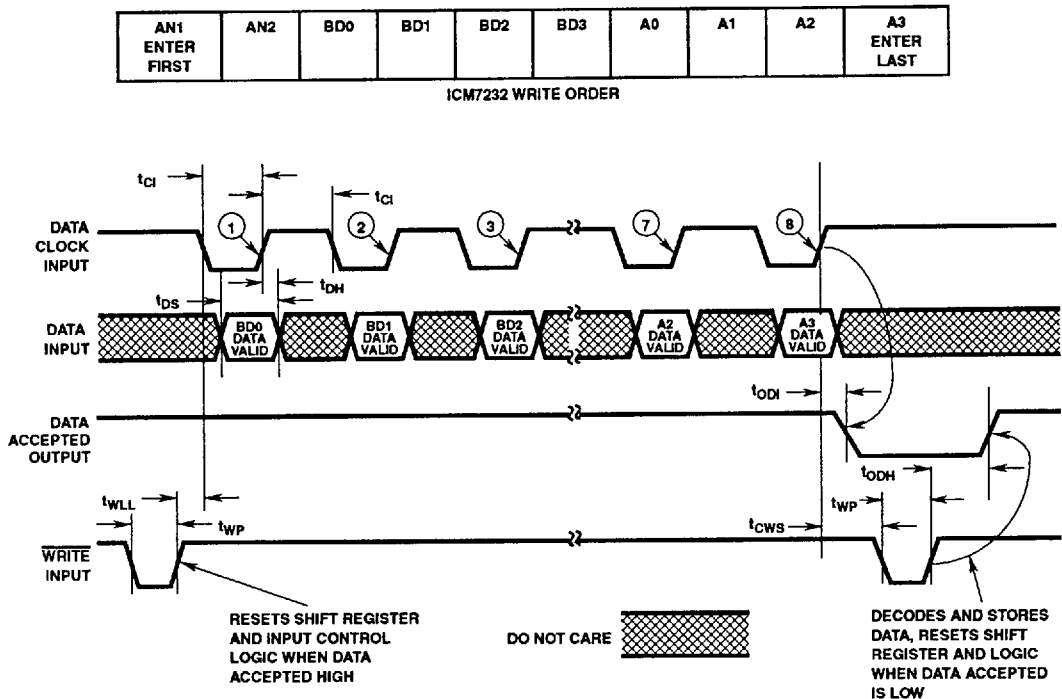 AN1 ENTER FIRST
AN2
BD0
BD1
BD2
BD3
A0
A1
A2
A3 ENTER LAST
ICM7232 WRITE ORDER
tCI
tCI
DATA CLOCK INPUT
1
2
3
7
8
tDS
tDH
DATA INPUT
BD0 DATA VALID
BD1 DATA VALID
BD2 DATA VALID
A2 DATA VALID
A3 DATA VALID
tODI
DATA ACCEPTED OUTPUT
tODH
tWLL
tWP
tCWS
tWP
WRITE INPUT
RESETS SHIFT REGISTER
AND INPUT CONTROL
LOGIC WHEN DATA
ACCEPTED HIGH
DO NOT CARE
DECODES AND STORES
DATA, RESETS SHIFT
REGISTER AND LOGIC
WHEN DATA ACCEPTED
IS LOW